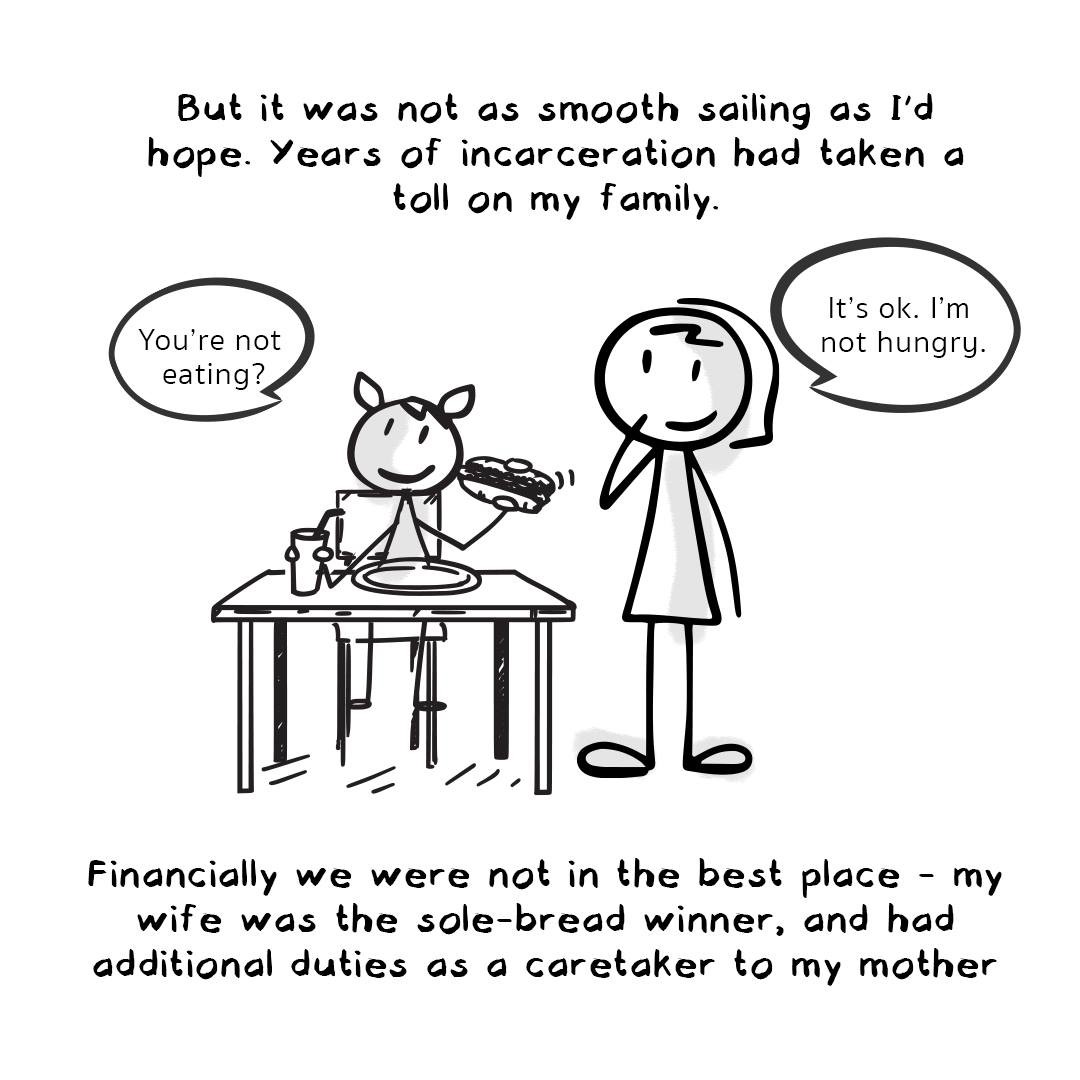 But it was not as smooth sailing as I'd
hope. Years of incarceration had taken a
toll on my family.
You're not
eating?
It's ok. I'm
not hungry.
Financially we were not in the best place - my
wife was the sole-bread winner, and had
additional duties as a caretaker to my mother